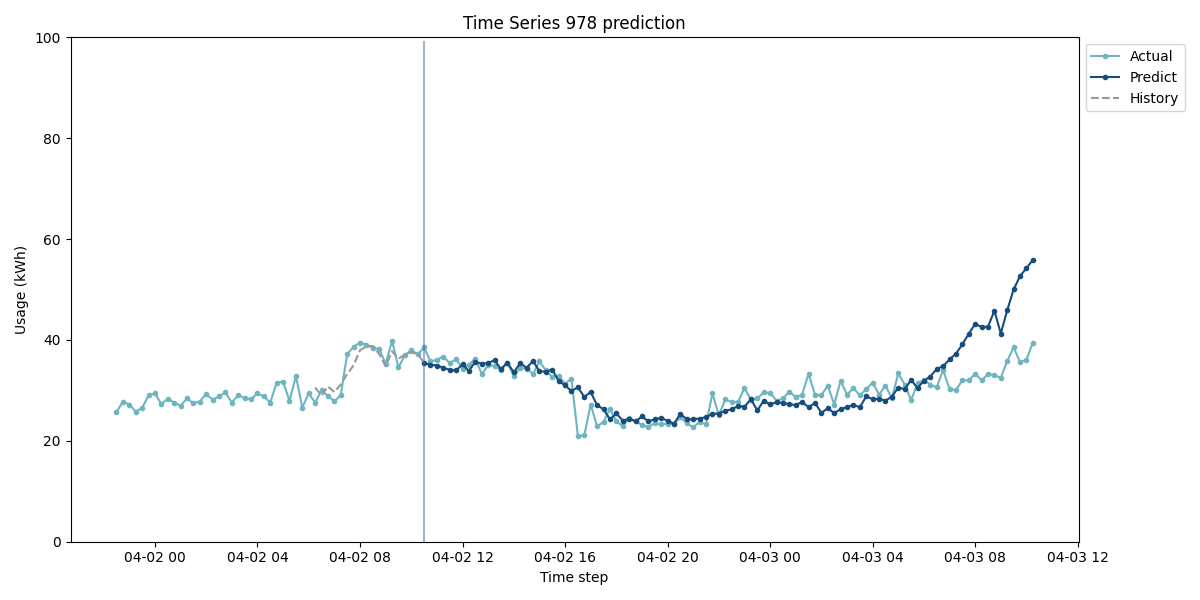 Time Series 978 prediction
100
80
60
40
20
0
Usage (kWh)
04-02 00
04-02 04
04-02 08
04-02 12
04-02 16
04-02 20
04-03 00
04-03 04
04-03 08
04-03 12
Time step
Actual
Predict
History